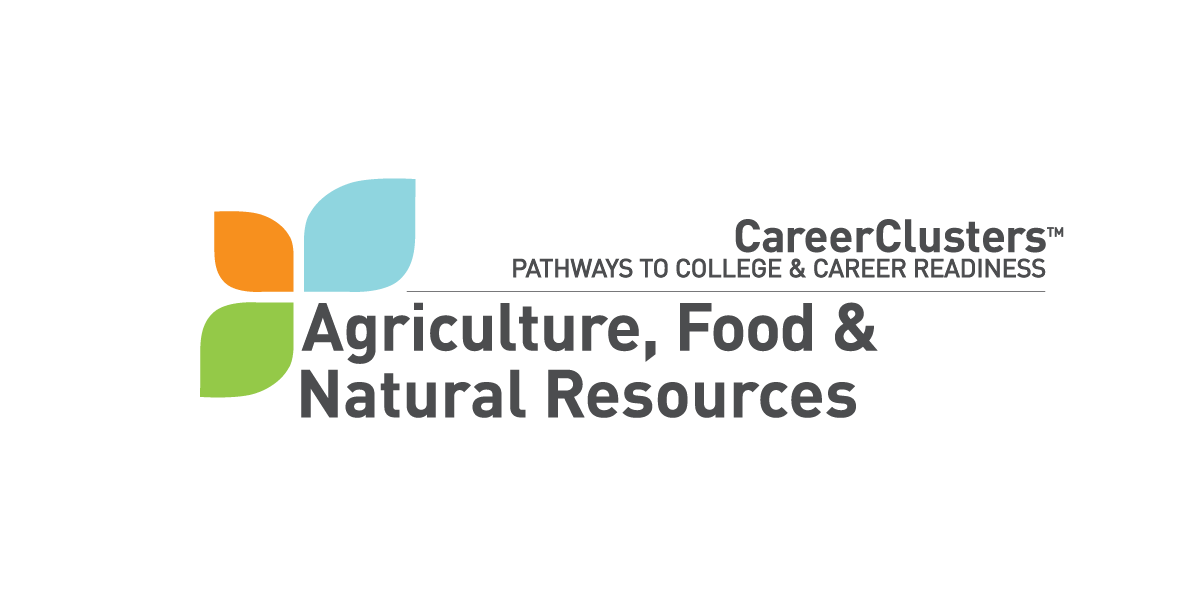 CareerClusters™
PATHWAYS TO COLLEGE & CAREER READINESS
Agriculture, Food &
Natural Resources